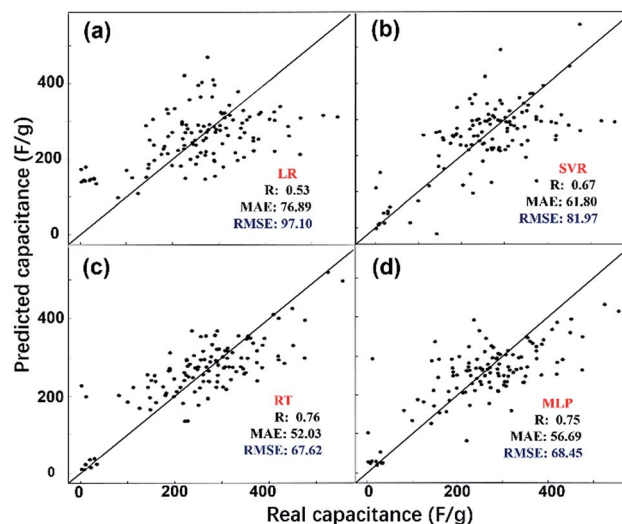 (a)
400
200
0
LR
R: 0.53
MAE: 76.89
RMSE: 97.10
(b)
SVR
R: 0.67
MAE: 61.80
RMSE: 81.97
Predicted capacitance (F/g)
(c)
400
200
0
RT
R: 0.76
MAE: 52.03
RMSE: 67.62
0 200 400
(d)
MLP
R: 0.75
MAE: 56.69
RMSE: 68.45
0 200 400
Real capacitance (F/g)